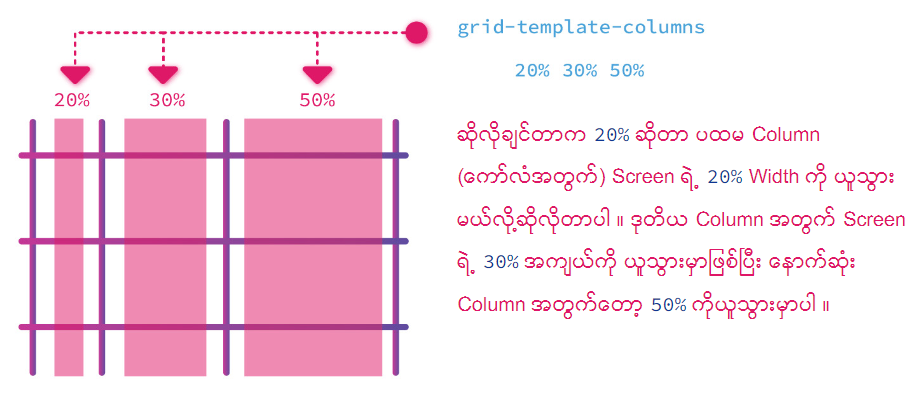 grid-template-columns
20% 30% 50%
20% 30% 50%
ဆိုလိုချင်တာက 20% ဆိုတာ ပထမ Column
(ကော်လံအတွက်) Screen ရဲ့ 20% Width ကို ယူသွား
မယ်လို့ဆိုလိုတာပါ ။ ဒုတိယ Column အတွက် Screen
ရဲ့ 30% အကျယ်ကို ယူသွားမှာဖြစ်ပြီး နောက်ဆုံး
Column အတွက်တော့ 50% ကိုယူသွားမှာပါ ။